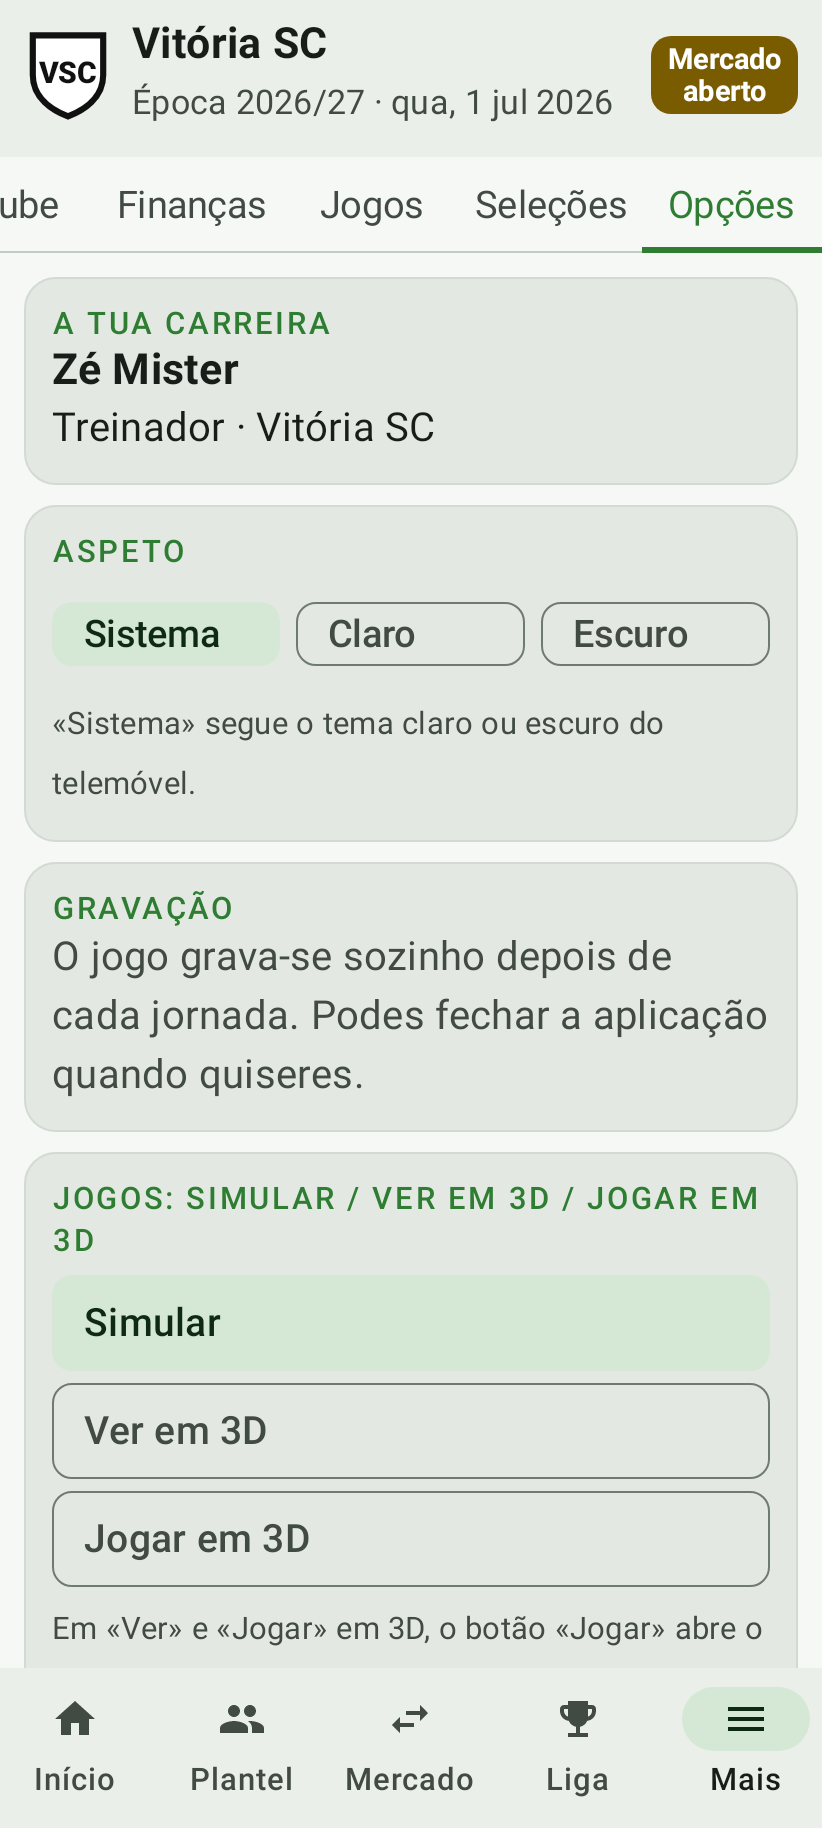 VSC
Vitória SC
Época 2026/27 · qua, 1 jul 2026
Mercado
aberto
ube
Finanças
Jogos
Seleções
Opções
A TUA CARREIRA
Zé Mister
Treinador · Vitória SC
ASPETO
Sistema
Claro
Escuro
«Sistema» segue o tema claro ou escuro do
telemóvel.
GRAVAÇÃO
O jogo grava-se sozinho depois de
cada jornada. Podes fechar a aplicação
quando quiseres.
JOGOS: SIMULAR / VER EM 3D / JOGAR EM
3D
Simular
Ver em 3D
Jogar em 3D
Em «Ver» e «Jogar» em 3D, o botão «Jogar» abre o
Início
Plantel
Mercado
Liga
Mais